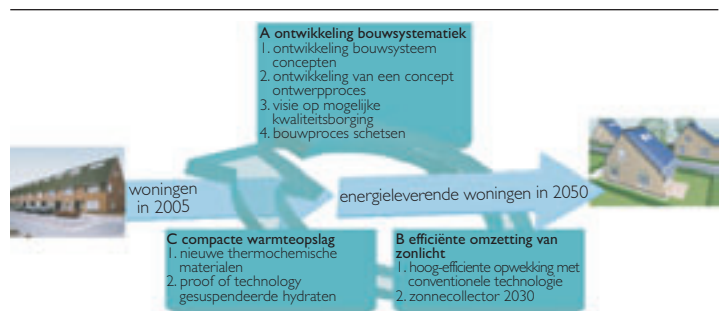 A ontwikkeling bouwsystematiek
1. ontwikkeling bouwsysteem
concepten
2. ontwikkeling van een concept
ontwerpproces
3. visie op mogelijke
kwaliteitsborging
4. bouwproces schetsen
woningen
in 2005
energieleverende woningen in 2050
C compacte warmteopslag
1. nieuwe thermochemische
materialen
2. proof of technology
gesuspendeerde hydraten
B efficiënte omzetting van
zonlicht
1. hoog-efficiente opwekking met
conventionele technologie
2. zonnecollector 2030